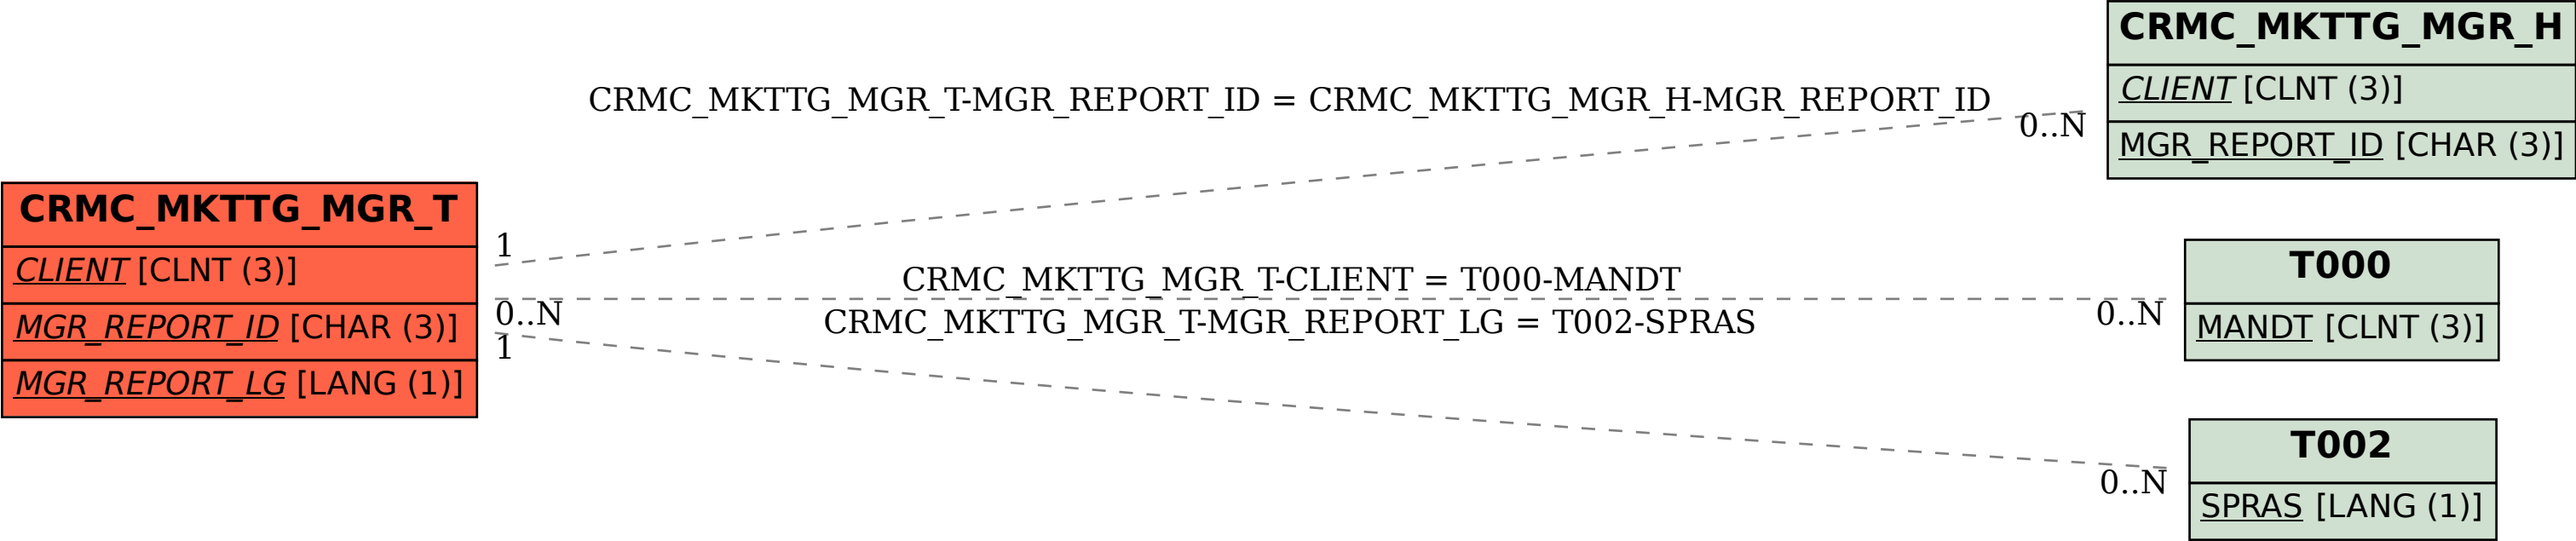 CRMC_MKTTG_MGR_H
CLIENT [CLNT (3)]
MGR_REPORT_ID [CHAR (3)]
CRMC_MKTTG_MGR_T-MGR_REPORT_ID = CRMC_MKTTG_MGR_H-MGR_REPORT_ID
0..N
CRMC_MKTTG_MGR_T
CLIENT [CLNT (3)]
MGR_REPORT_ID [CHAR (3)]
MGR_REPORT_LG [LANG (1)]
1
0..N
1
CRMC_MKTTG_MGR_T-CLIENT = T000-MANDT
CRMC_MKTTG_MGR_T-MGR_REPORT_LG = T002-SPRAS
0..N
T000
MANDT [CLNT (3)]
0..N
T002
SPRAS [LANG (1)]